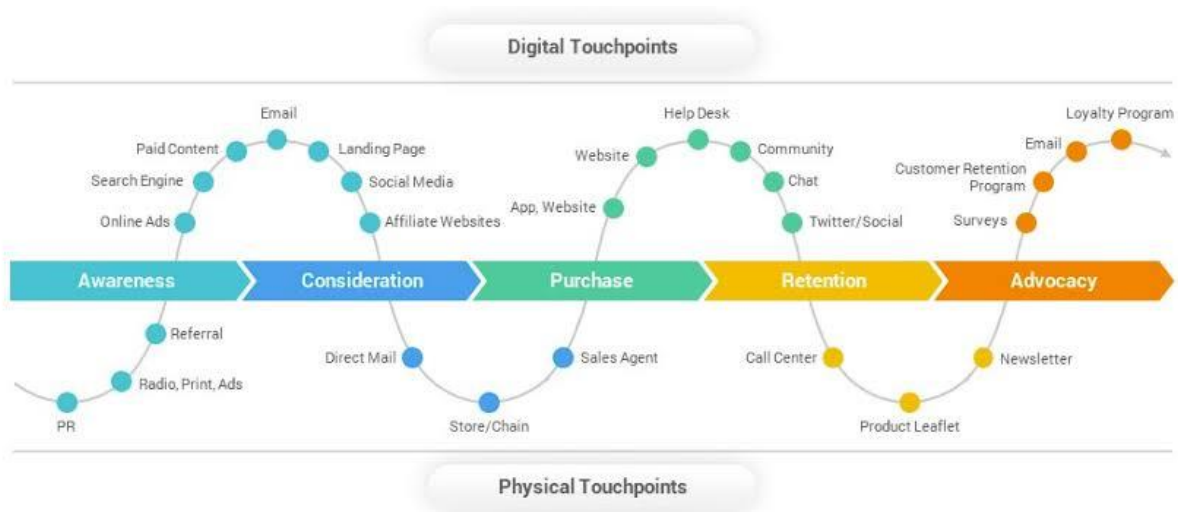 Digital Touchpoints
Email
Paid Content
Landing Page
Search Engine
Social Media
Online Ads
Affiliate Websites
Help Desk
Website
Community
Chat
App, Website
Twitter/Social
Loyalty Program
Email
Customer Retention
Program
Surveys
Awareness
Consideration
Purchase
Retention
Advocacy
Referral
Radio, Print, Ads
PR
Direct Mail
Sales Agent
Store/Chain
Call Center
Newsletter
Product Leaflet
Physical Touchpoints